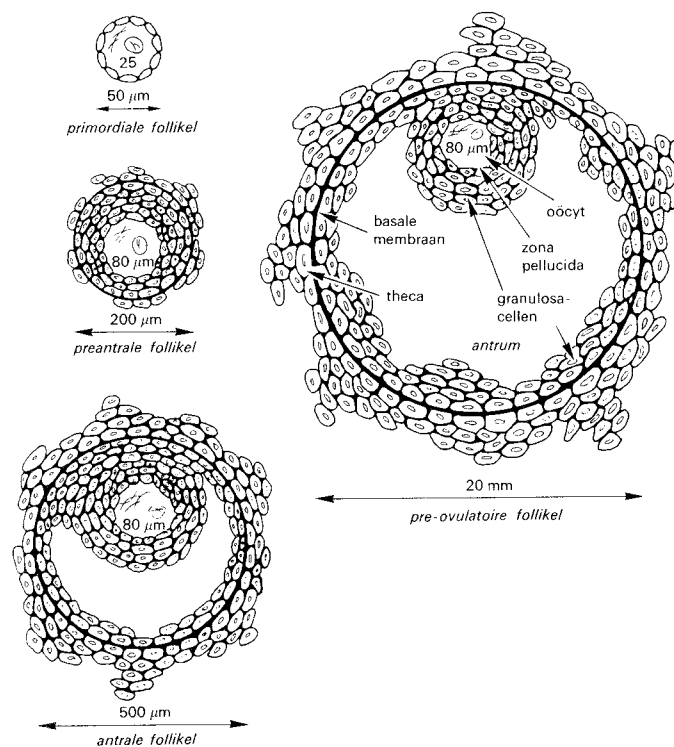 25
50 μm
primordiale follikel
80 μm
200 μm
preantrale follikel
80 μm
500 μm
antrale follikel
80 μm
oöcyt
basale
membraan
zona
pellucida
theca
granulosa-
cellen
antrum
20 mm
pre-ovulatoire follikel